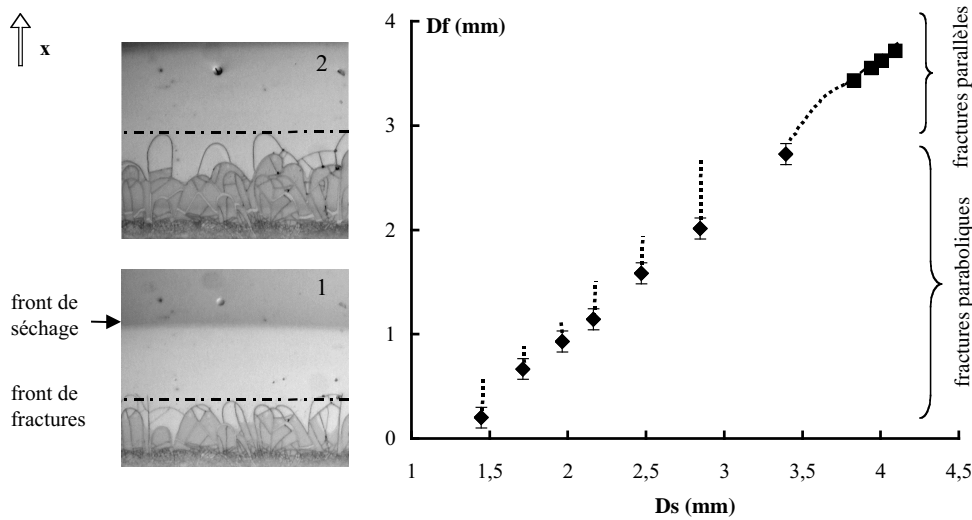 x
2
1
front de
séchage
front de
fractures
Df (mm)
4
3
2
1
0
1
1,5
2
2,5
3
3,5
4
4,5
Ds (mm)
fractures parallèles
fractures paraboliques